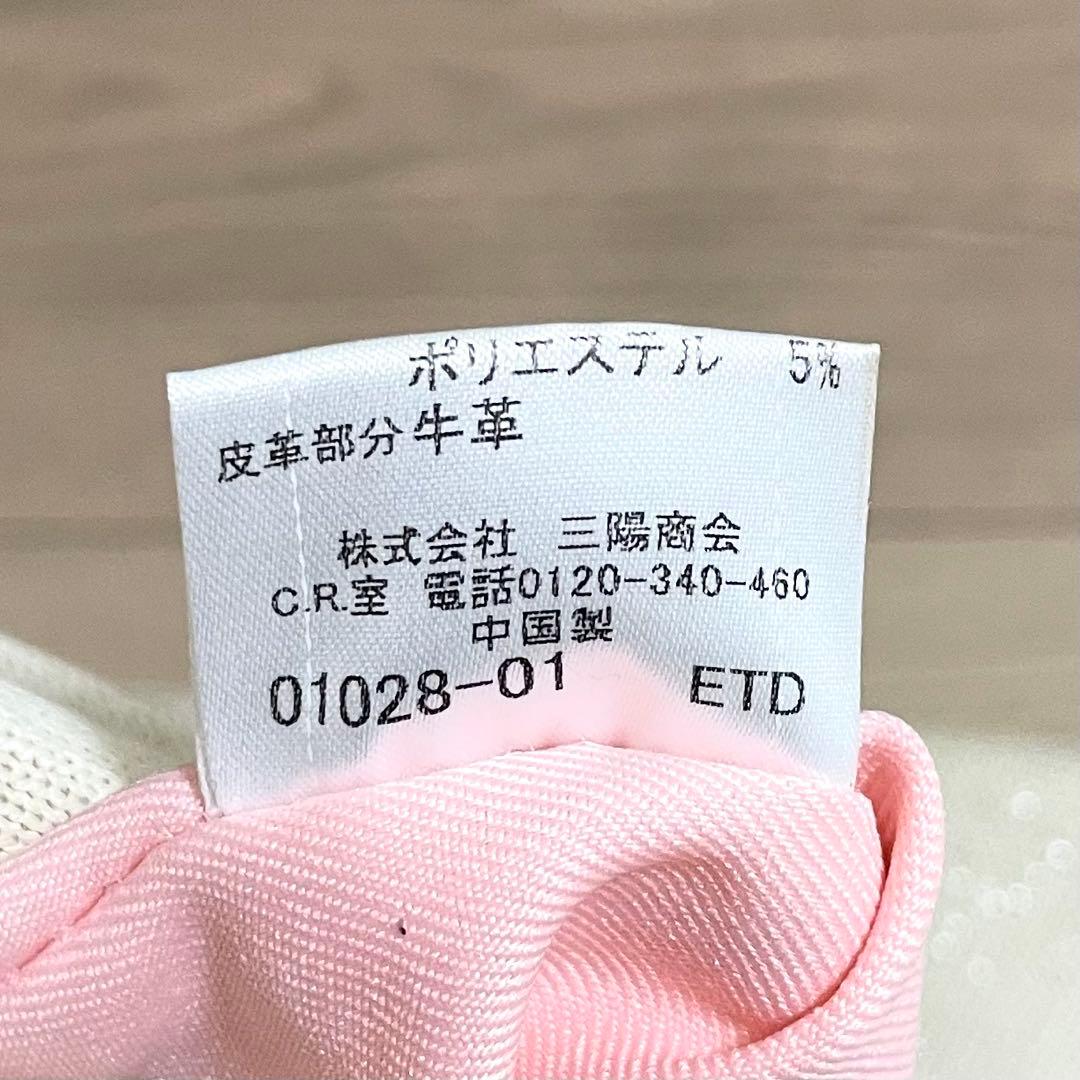 ポリエステル 5%
皮革部分牛革
株式会社 三陽商会
C.R.室 電話0120-340-460
中国製
01028-01 ETD